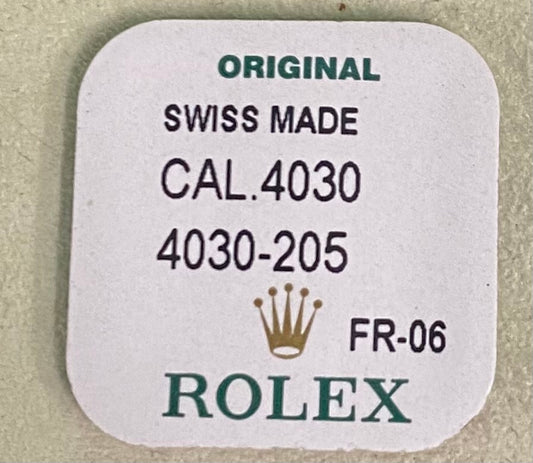 ORIGINAL
SWISS MADE
CAL.4030
4030-205
FR-06
ROLEX